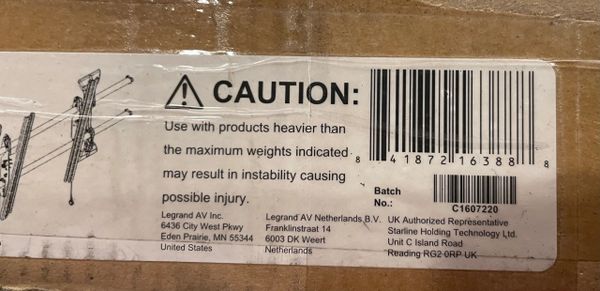 ⚠ CAUTION:
Use with products heavier than
the maximum weights indicated
may result in instability causing
possible injury.
8 41872 16388 8
Batch
No.:
C1607220
Legrand AV Inc.
6436 City West Pkwy
Eden Prairie, MN 55344
United States
Legrand AV Netherlands B.V.
Franklinstraat 14
6003 DK Weert
Netherlands
UK Authorized Representative
Starline Holding Technology Ltd.
Unit C Island Road
Reading RG2 0RP UK